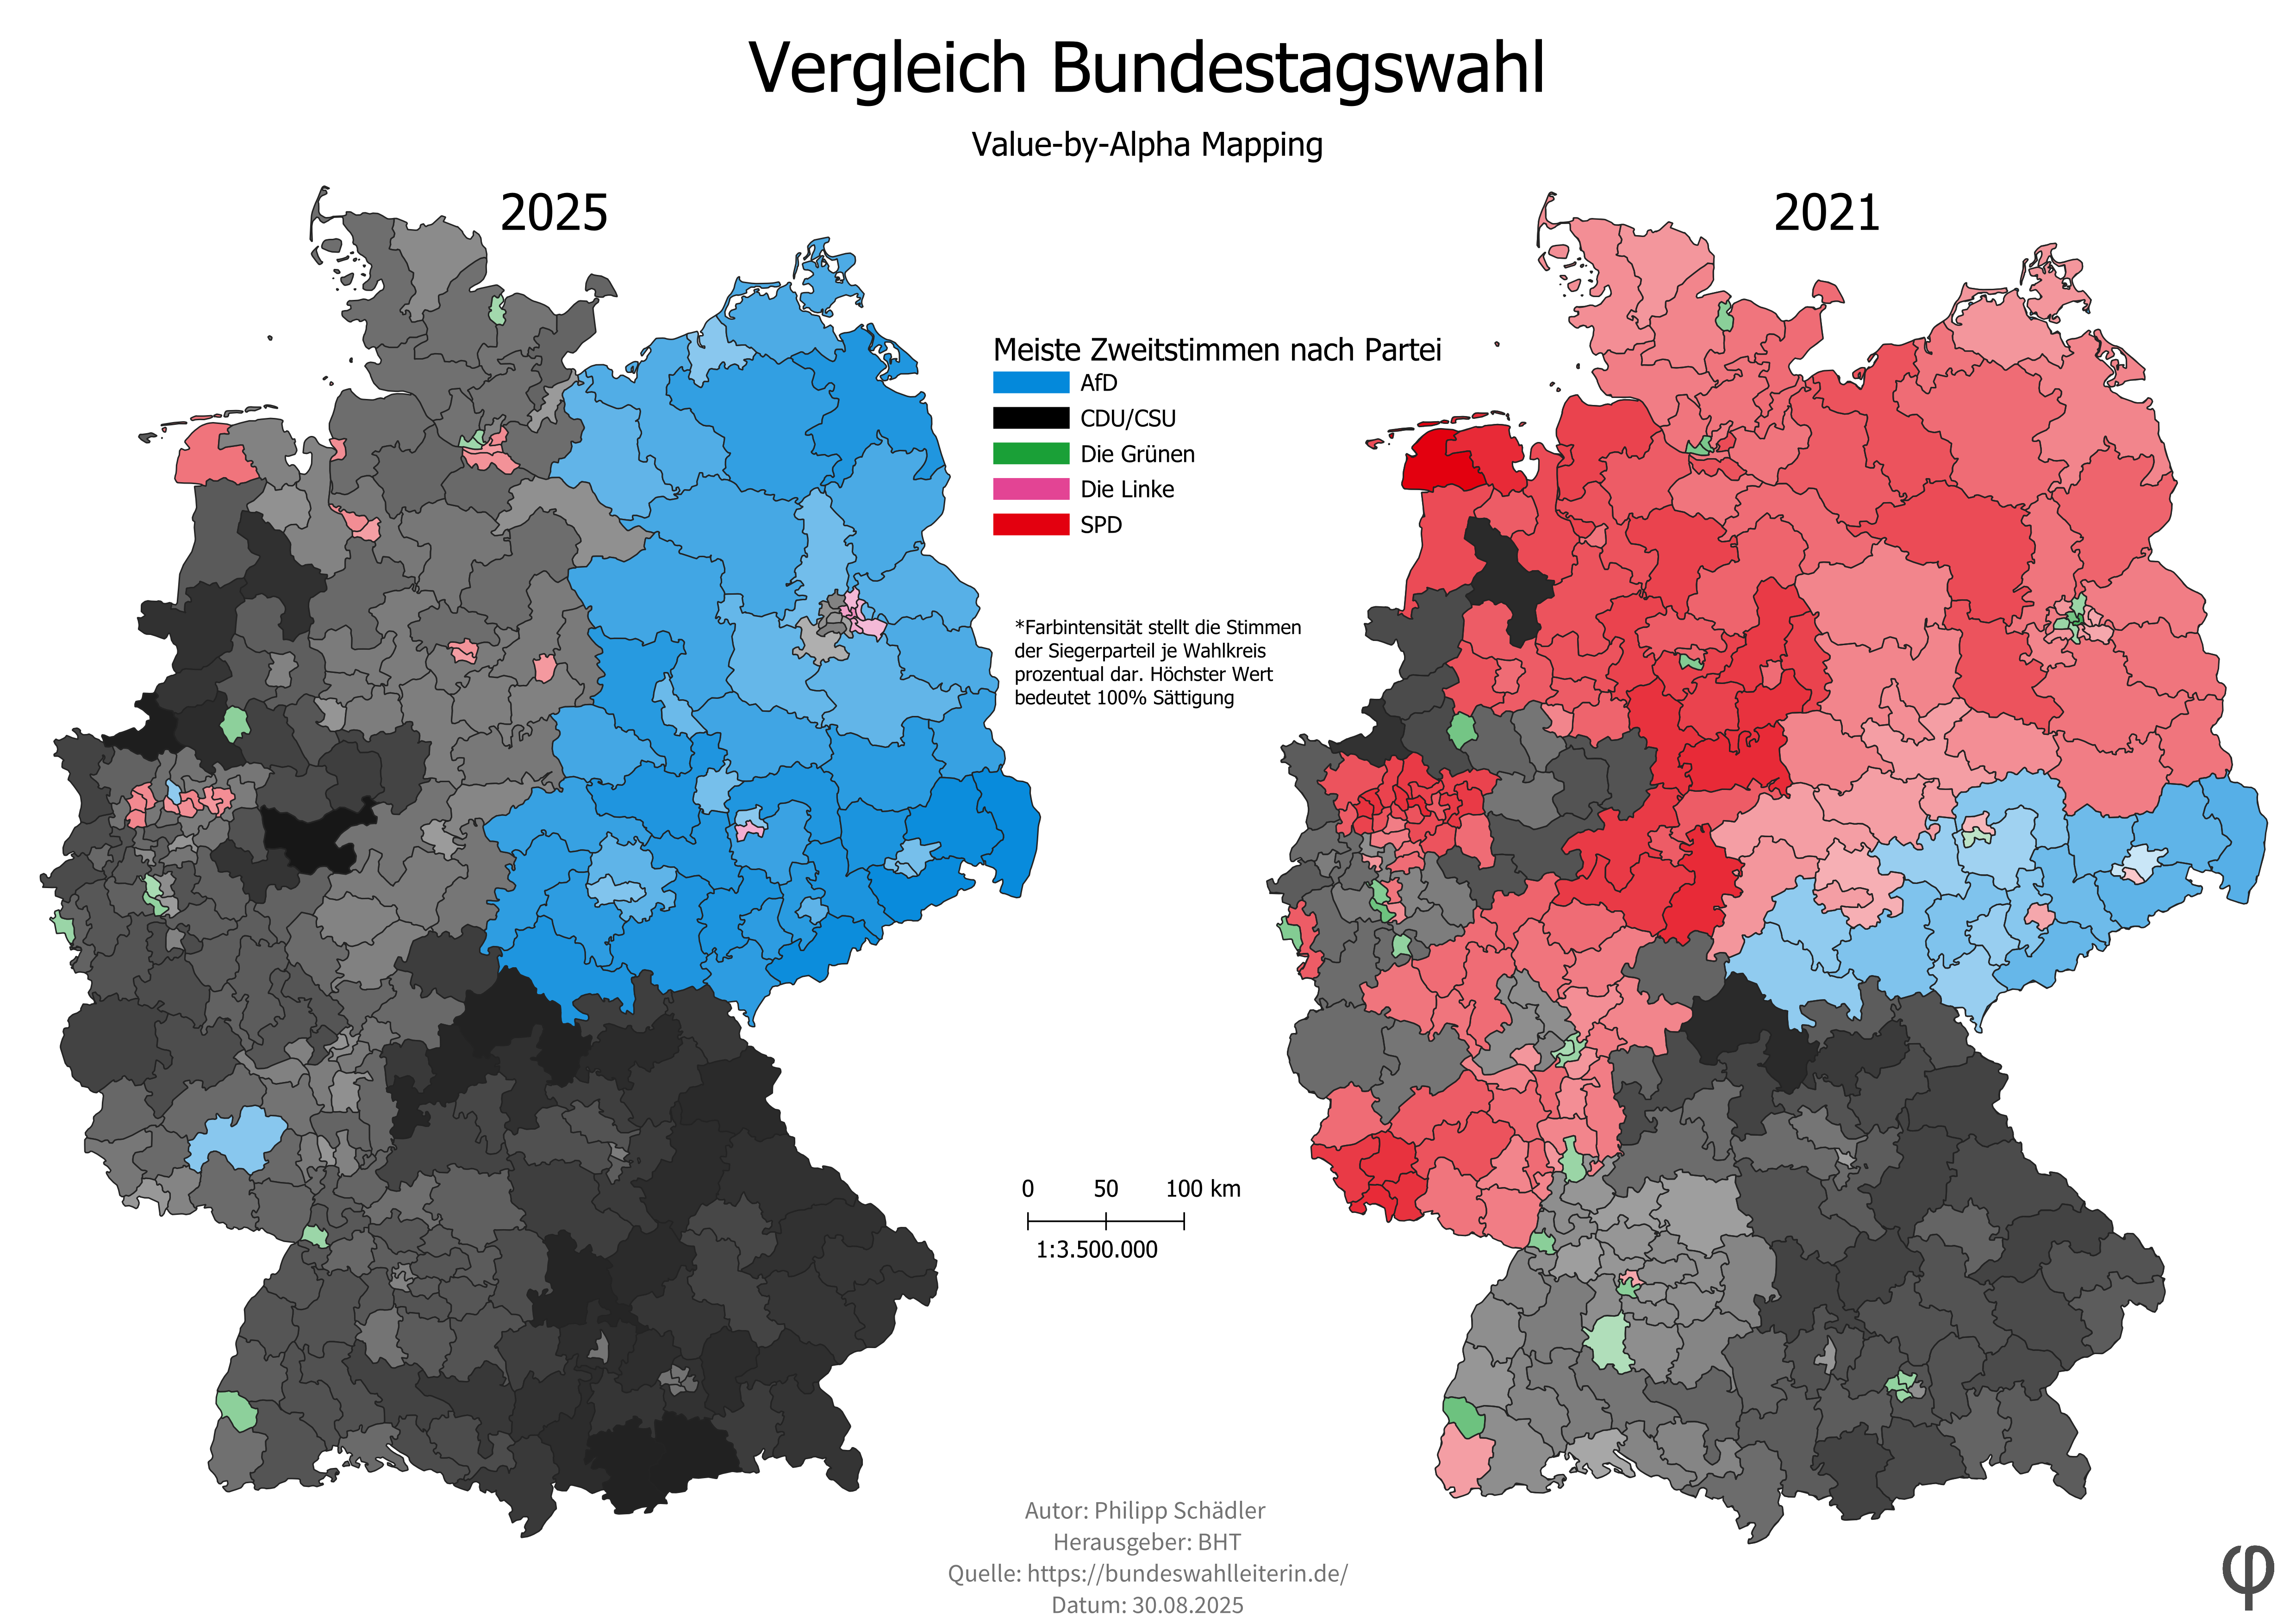 Vergleich Bundestagswahl
Value-by-Alpha Mapping
2025
2021
Meiste Zweitstimmen nach Partei
AfD
CDU/CSU
Die Grünen
Die Linke
SPD
*Farbintensität stellt die Stimmen
der Siegerparteil je Wahlkreis
prozentual dar. Höchster Wert
bedeutet 100% Sättigung
0 50 100 km
1:3.500.000
Autor: Philipp Schädler
Herausgeber: BHT
Quelle: https://bundeswahlleiterin.de/
Datum: 30.08.2025
φ